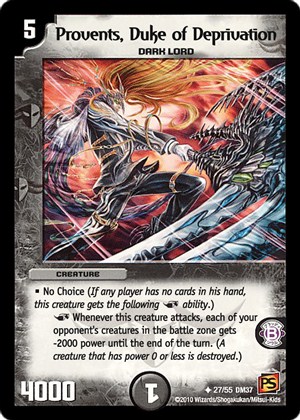 5 Provents, Duke of Deprivation
DARK LORD
CREATURE
▪ No Choice (If any player has no cards in his hand,
this creature gets the following ability.)
Whenever this creature attacks, each of your
opponent's creatures in the battle zone gets
-2000 power until the end of the turn. (A
creature that has power 0 or less is destroyed.)
B
4000
1
♦ 27/55 DM37
PS
©2010 Wizards/Shogakukan/Mitsui-Kids